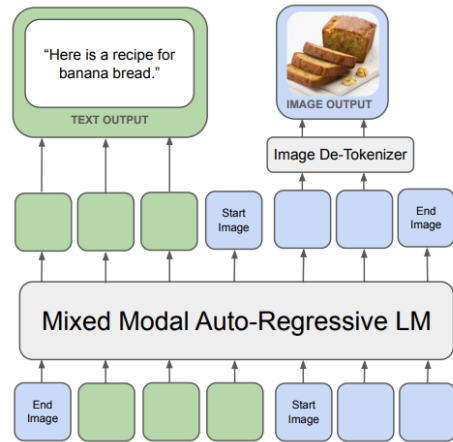 “Here is a recipe for
banana bread.”
TEXT OUTPUT
IMAGE OUTPUT
Image De-Tokenizer
Start
Image
End
Image
Mixed Modal Auto-Regressive LM
End
Image
Start
Image